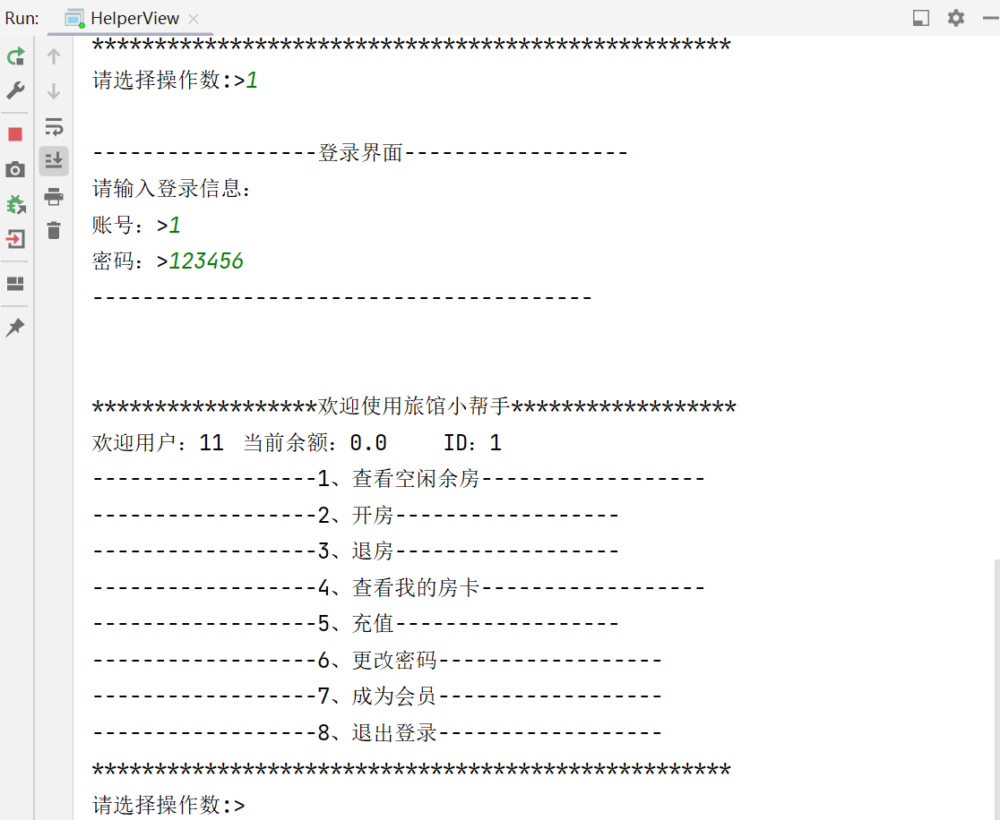 Run: HelperView
***************************************************
请选择操作数:>1
------------------登录界面------------------
请输入登录信息：
账号：>1
密码：>123456
----------------------------------------
******************欢迎使用旅馆小帮手******************
欢迎用户：11 当前余额：0.0 ID：1
------------------1、查看空闲余房------------------
------------------2、开房------------------
------------------3、退房------------------
------------------4、查看我的房卡------------------
------------------5、充值------------------
------------------6、更改密码------------------
------------------7、成为会员------------------
------------------8、退出登录------------------
***************************************************
请选择操作数:>